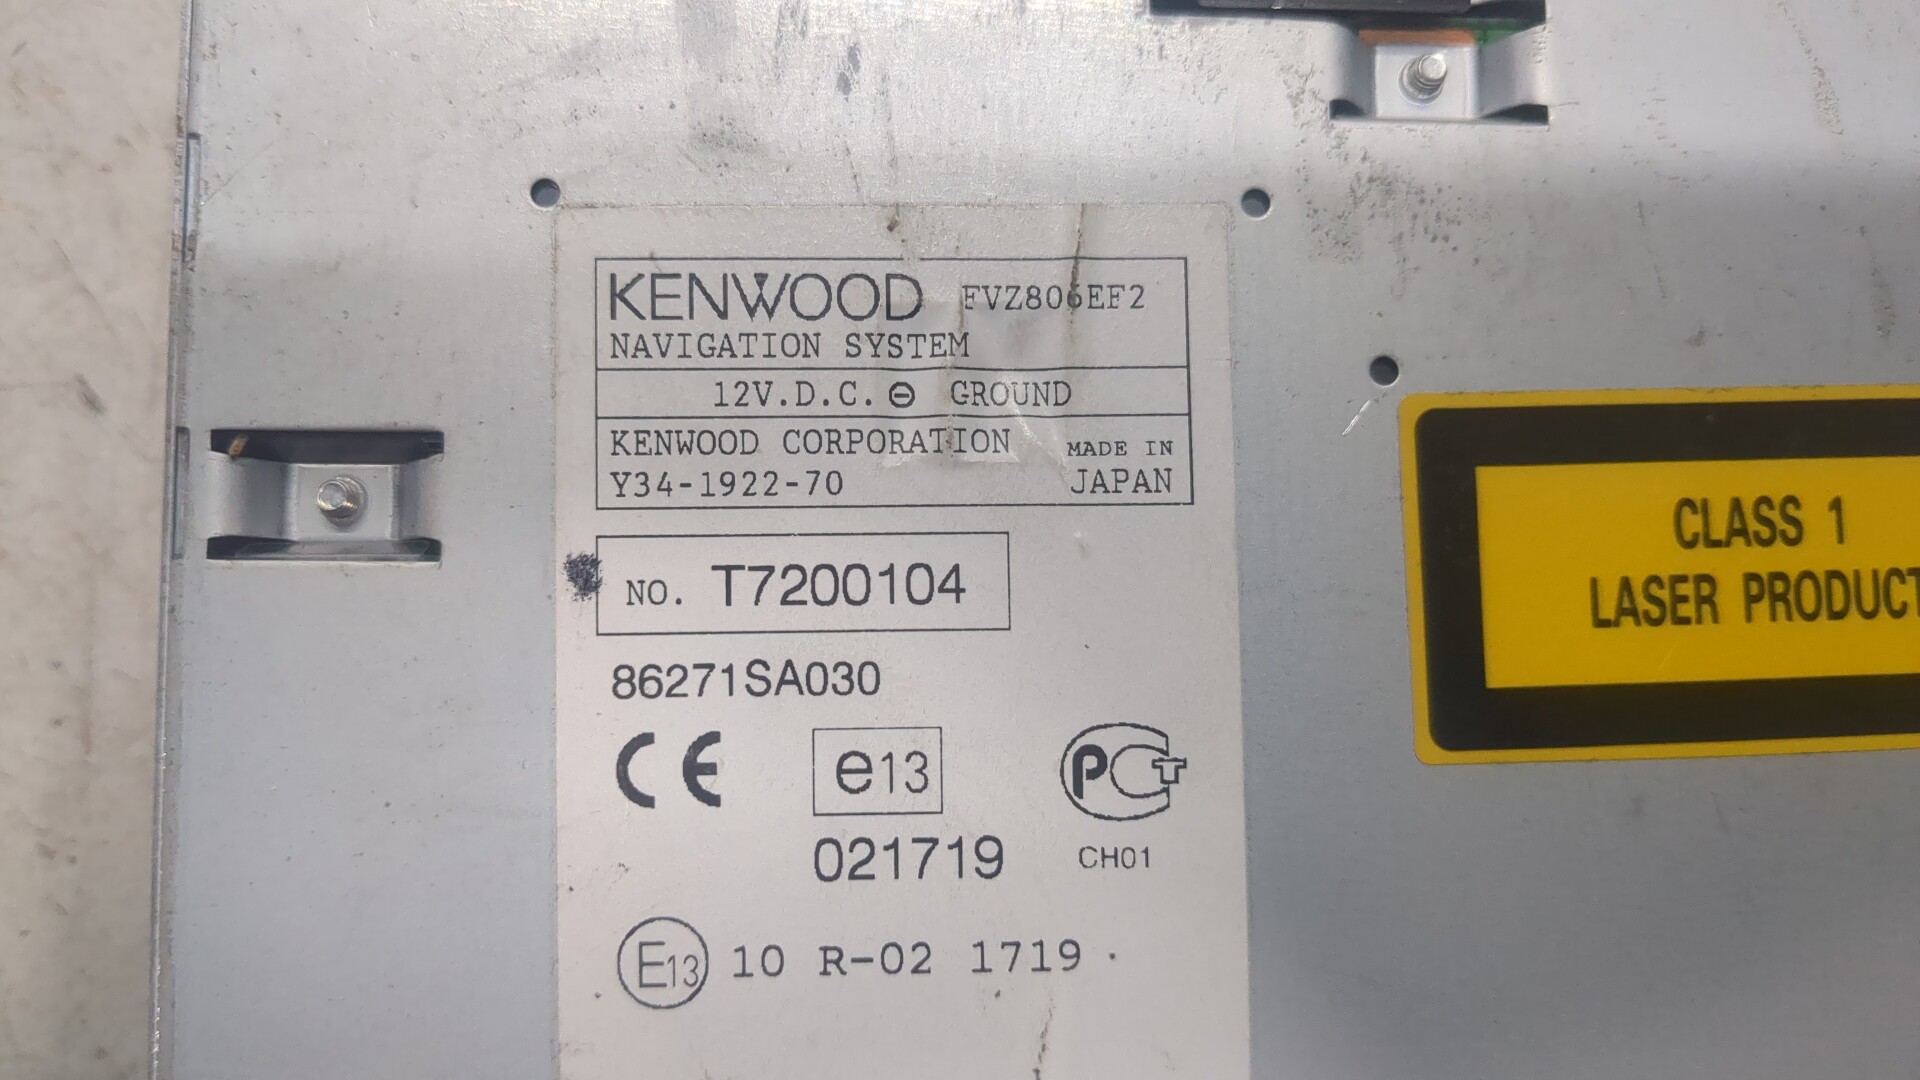 KENWOOD FVZ806EF2
NAVIGATION SYSTEM
12V.D.C. ⊖ GROUND
KENWOOD CORPORATION MADE IN
Y34-1922-70 JAPAN
NO. T7200104
86271SA030
CE e13 PCT
021719 CH01
E13 10 R-02 1719
CLASS 1
LASER PRODUCT